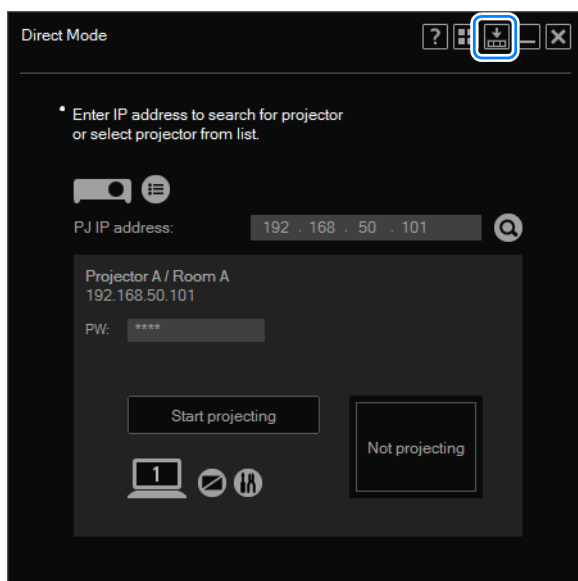 Direct Mode
?
Enter IP address to search for projector
or select projector from list.
PJ IP address: 192 . 168 . 50 . 101
Projector A / Room A
192.168.50.101
PW: ****
Start projecting
Not projecting
1